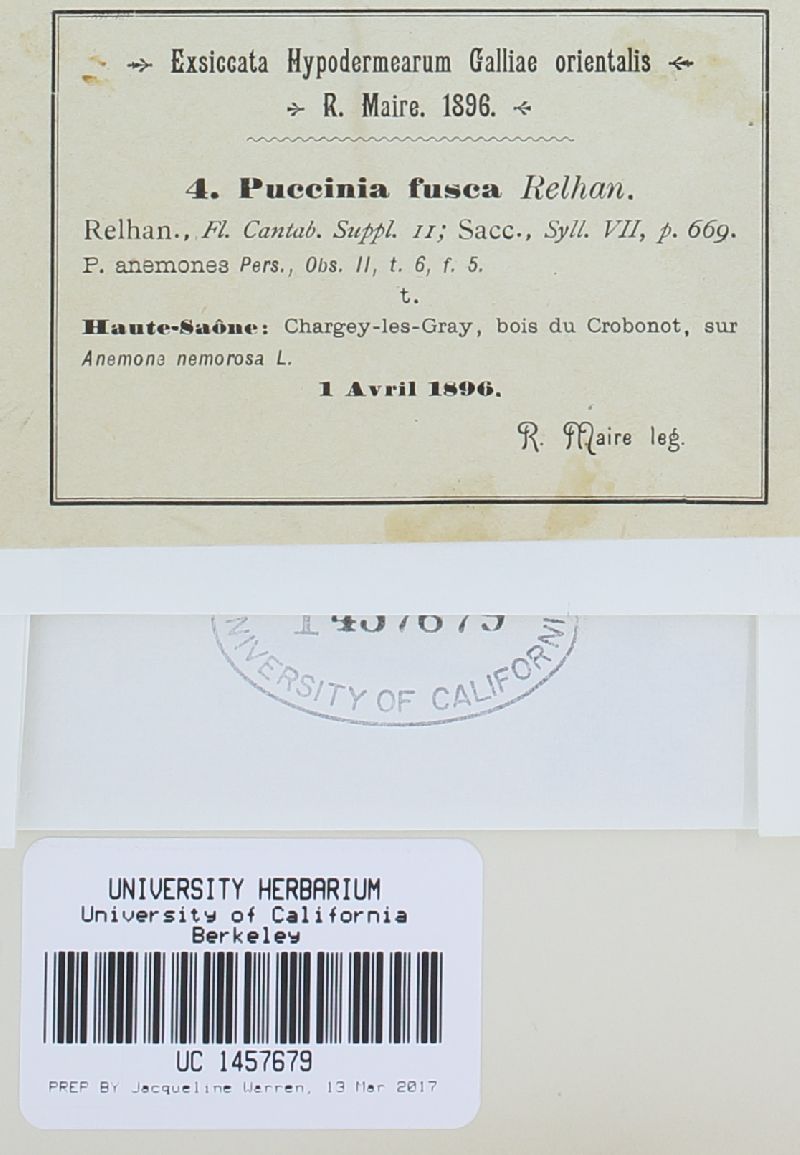 Exsiccata Hypodermearum Galliae orientalis
R. Maire. 1896.
4. Puccinia fusca Relhan.
Relhan., Fl. Cantab. Suppl. 11; Sacc., Syll. VII, p. 669.
P. anemones Pers., Obs. II, t. 6, f. 5.
t.
Haute-Saône: Chargey-les-Gray, bois du Crobonot, sur
Anemone nemorosa L.
1 Avril 1896.
R. Maire leg.
1457679
UNIVERSITY OF CALIFORNI
UNIVERSITY HERBARIUM
University of California
Berkeley
UC 1457679
PREP BY Jacqueline Warren, 13 Mar 2017